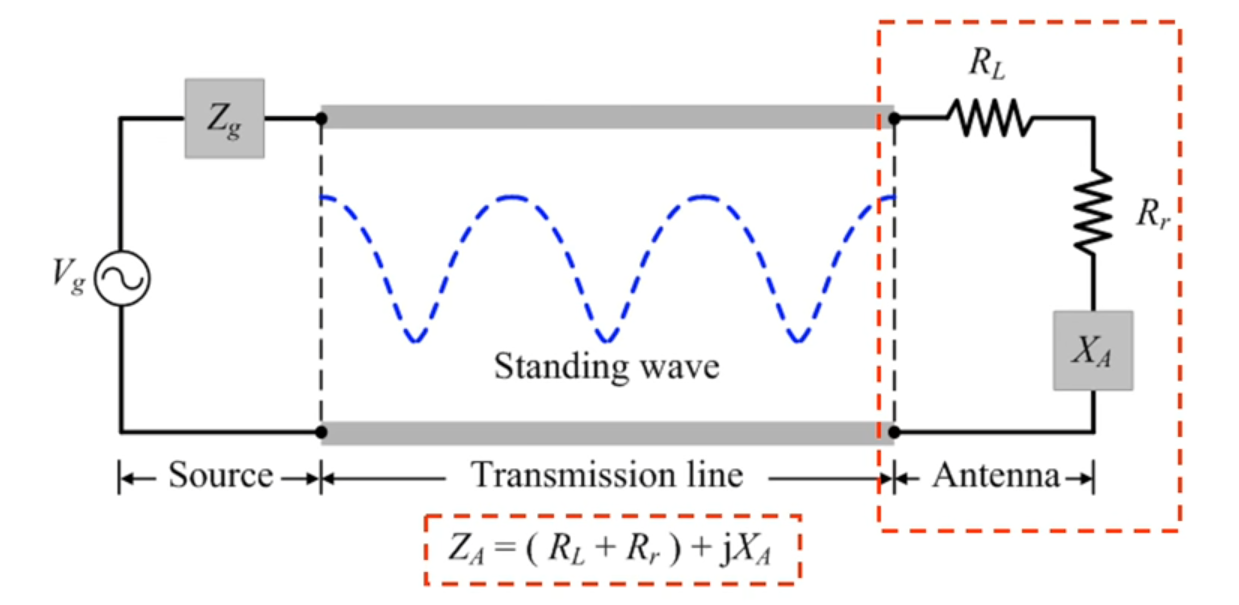 R_L
Z_g
R_r
V_g
X_A
Standing wave
Source
Transmission line
Antenna
Z_A = ( R_L + R_r ) + jX_A